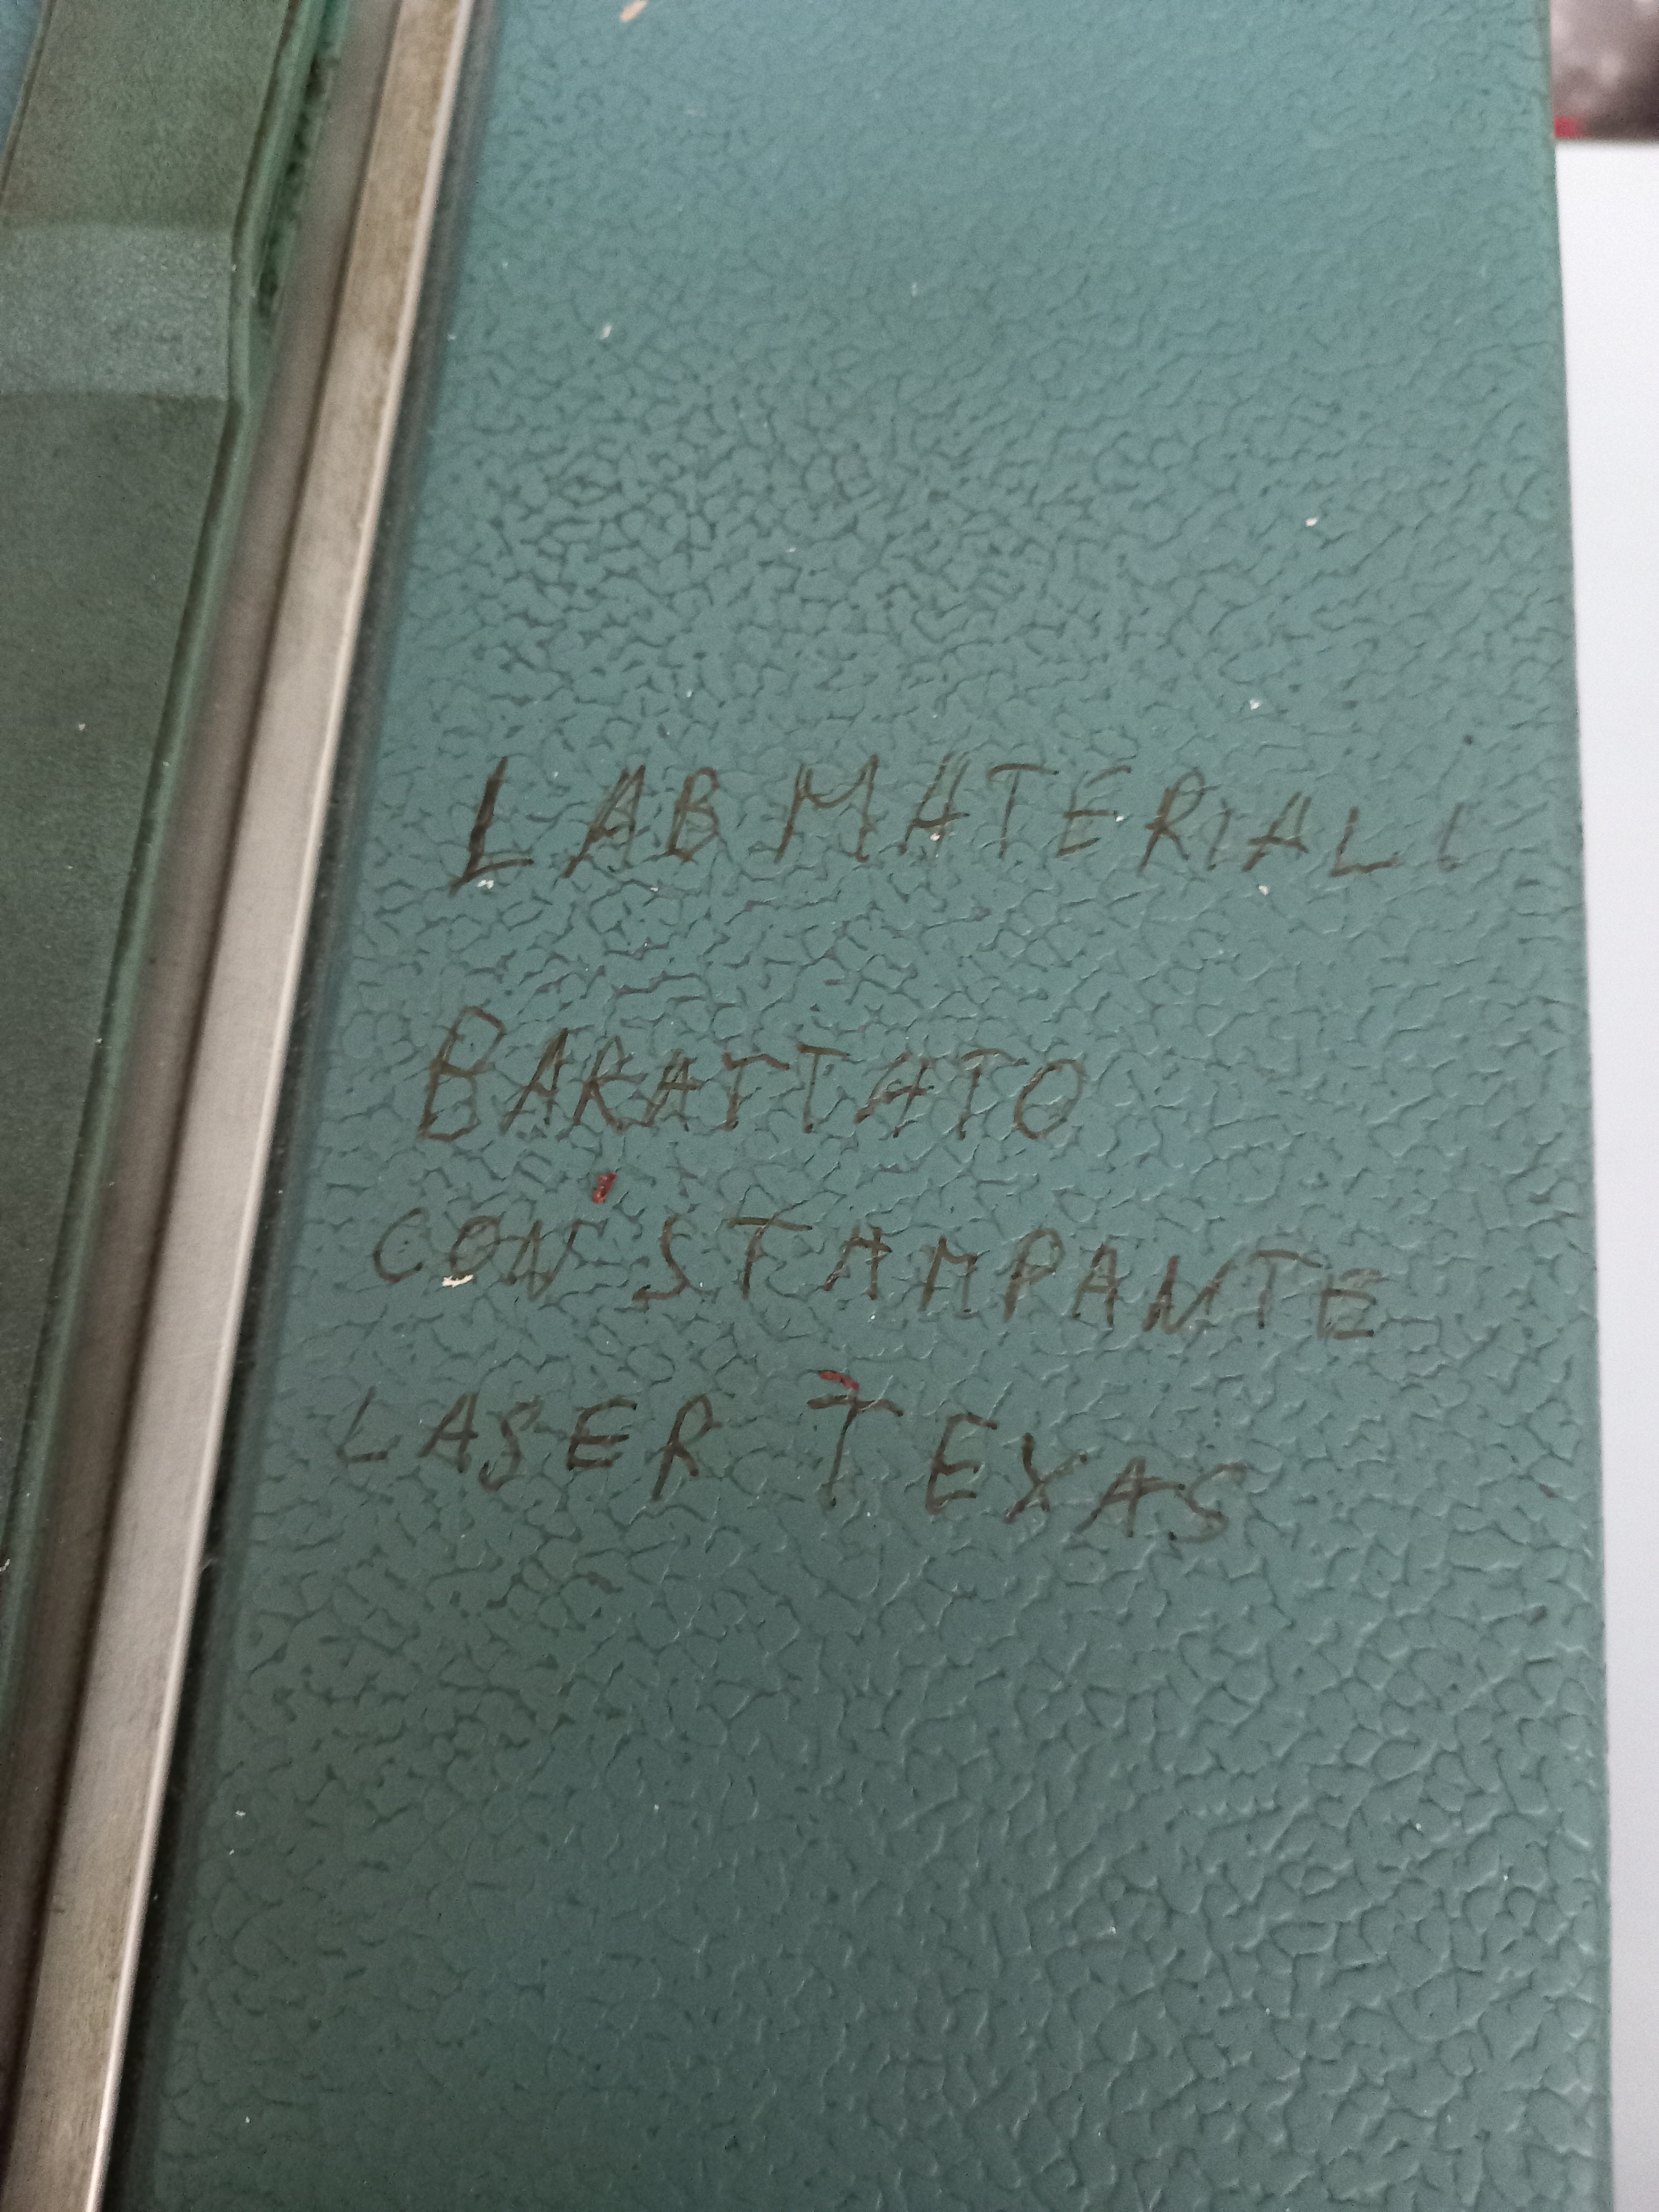 LAB MATERIALI
BARATTATO
CON STAMPANTE
LASER TEXAS